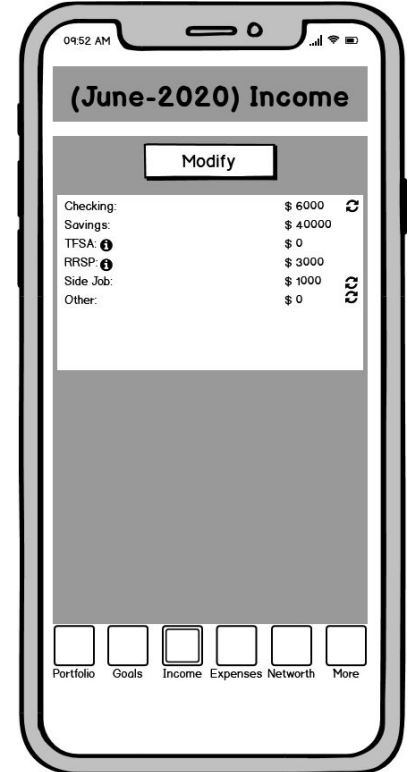 09:52 AM
(June-2020) Income
Modify
Checking: $ 6000
Savings: $ 40000
TFSA: i $ 0
RRSP: i $ 3000
Side Job: $ 1000
Other: $ 0
Portfolio Goals Income Expenses Networth More